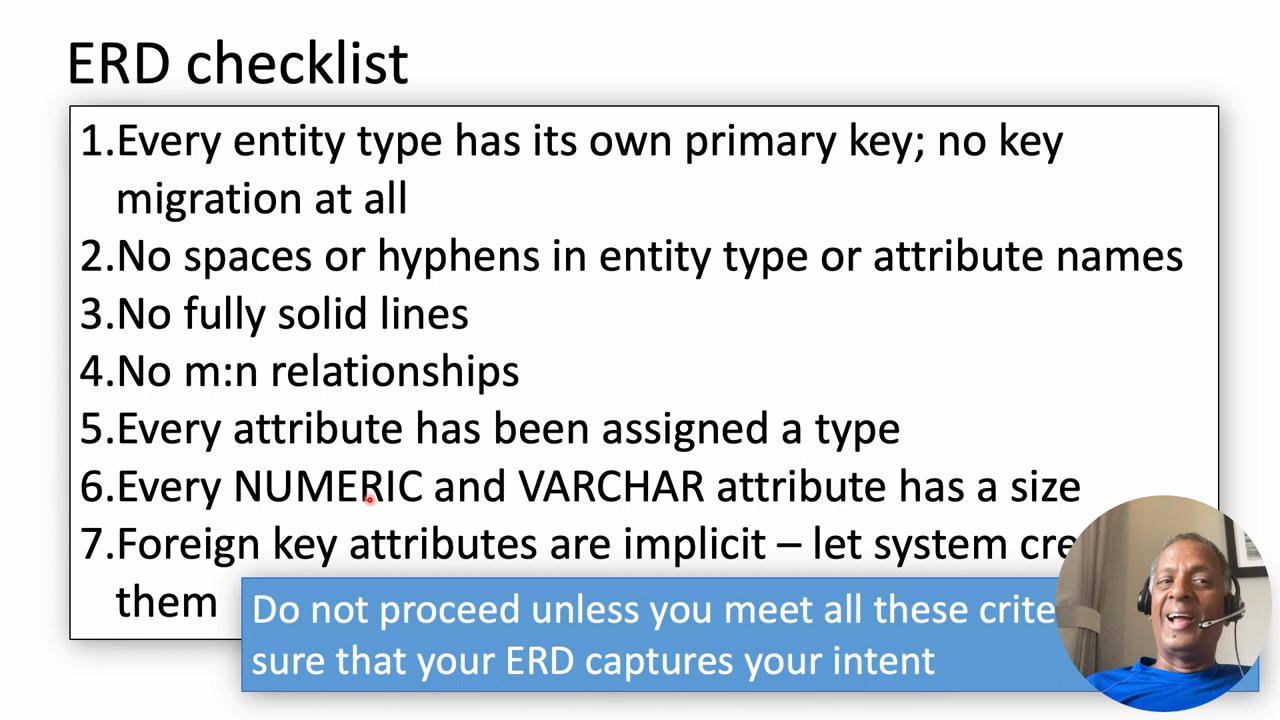 ERD checklist
1.Every entity type has its own primary key; no key
migration at all
2.No spaces or hyphens in entity type or attribute names
3.No fully solid lines
4.No m:n relationships
5.Every attribute has been assigned a type
6.Every NUMERIC and VARCHAR attribute has a size
7.Foreign key attributes are implicit – let system
them
Do not proceed unless you meet all these
sure that your ERD captures your intent